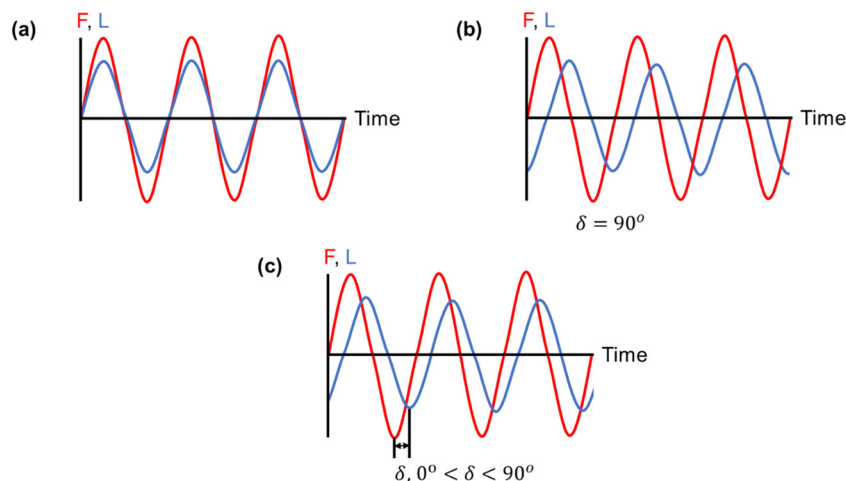 (a)
F, L
Time
(b)
F, L
Time
δ = 90°
(c)
F, L
Time
δ, 0° < δ < 90°